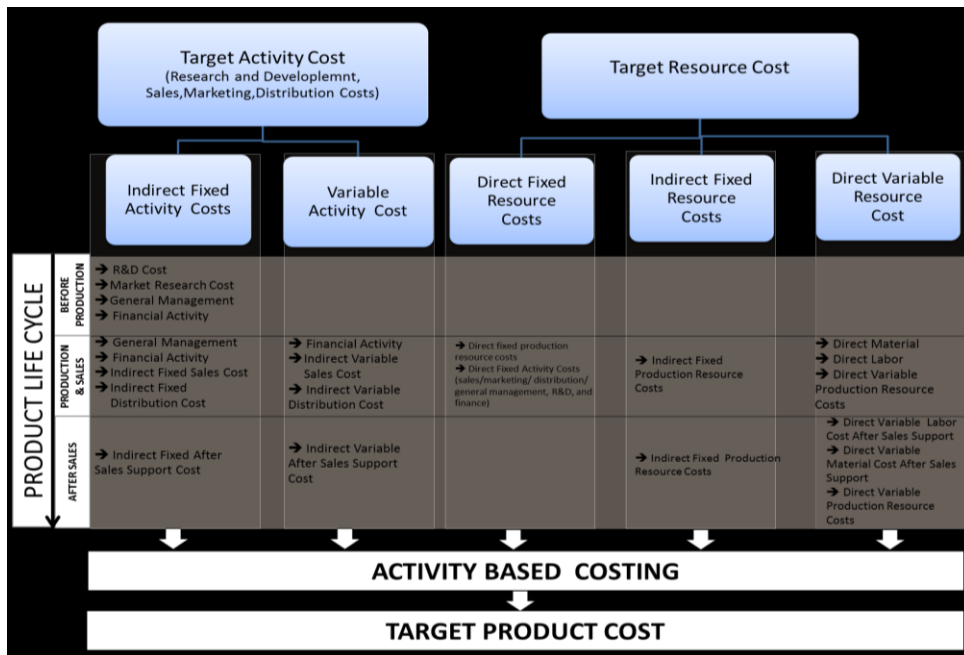 Target Activity Cost
(Research and Developlemnt,
Sales,Marketing,Distribution Costs)
Target Resource Cost
Indirect Fixed
Activity Costs
Variable
Activity Cost
Direct Fixed
Resource
Costs
Indirect Fixed
Resource
Costs
Direct Variable
Resource
Cost
PRODUCT LIFE CYCLE
BEFORE
PRODUCTION
➔ R&D Cost
➔ Market Research Cost
➔ General Management
➔ Financial Activity
PRODUCTION
& SALES
➔ General Management
➔ Financial Activity
➔ Indirect Fixed Sales Cost
➔ Indirect Fixed
Distribution Cost
➔ Financial Activity
➔ Indirect Variable
Sales Cost
➔ Indirect Variable
Distribution Cost
➔ Direct fixed production
resource costs
➔ Direct Fixed Activity Costs
(sales/marketing/ distribution/
general management, R&D, and
finance)
➔ Indirect Fixed
Production Resource
Costs
➔ Direct Material
➔ Direct Labor
➔ Direct Variable
Production Resource
Costs
AFTER SALES
➔ Indirect Fixed After
Sales Support Cost
➔ Indirect Variable
After Sales Support
Cost
➔ Indirect Fixed Production
Resource Costs
➔ Direct Variable Labor
Cost After Sales Support
➔ Direct Variable
Material Cost After Sales
Support
➔ Direct Variable
Production Resource
Costs
ACTIVITY BASED COSTING
TARGET PRODUCT COST